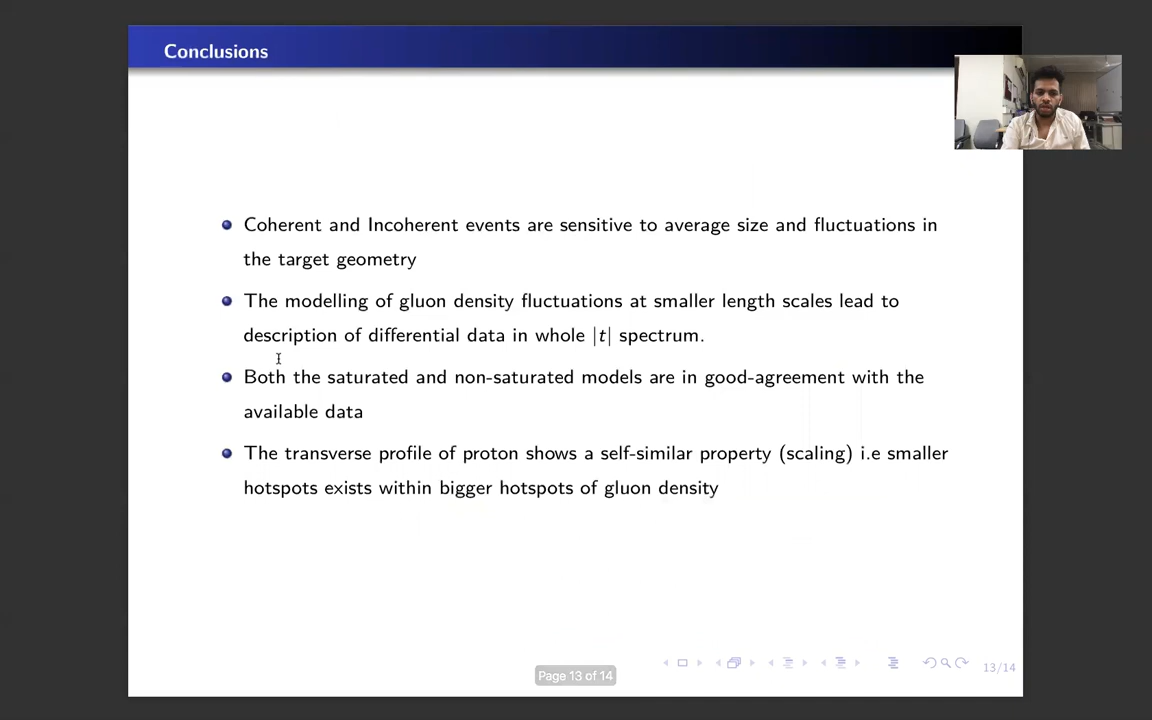 Conclusions
Coherent and Incoherent events are sensitive to average size and fluctuations in
the target geometry
The modelling of gluon density fluctuations at smaller length scales lead to
description of differential data in whole |t| spectrum.
Both the saturated and non-saturated models are in good-agreement with the
available data
The transverse profile of proton shows a self-similar property (scaling) i.e smaller
hotspots exists within bigger hotspots of gluon density
Page 13 of 14
13/14